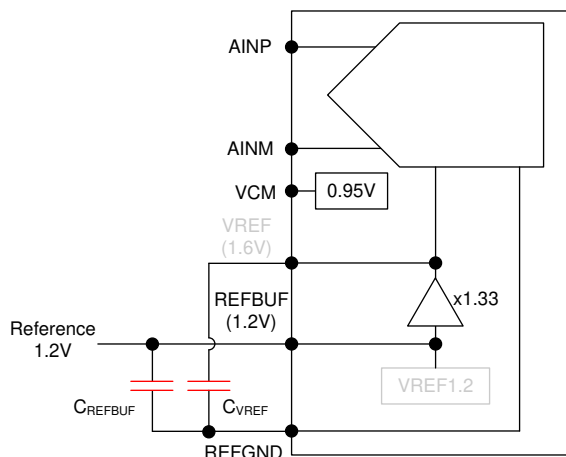 AINP
AINM
VCM
0.95V
VREF
(1.6V)
REFBUF
(1.2V)
x1.33
Reference
1.2V
VREF1.2
CREFBUF
CVREF
REFGND